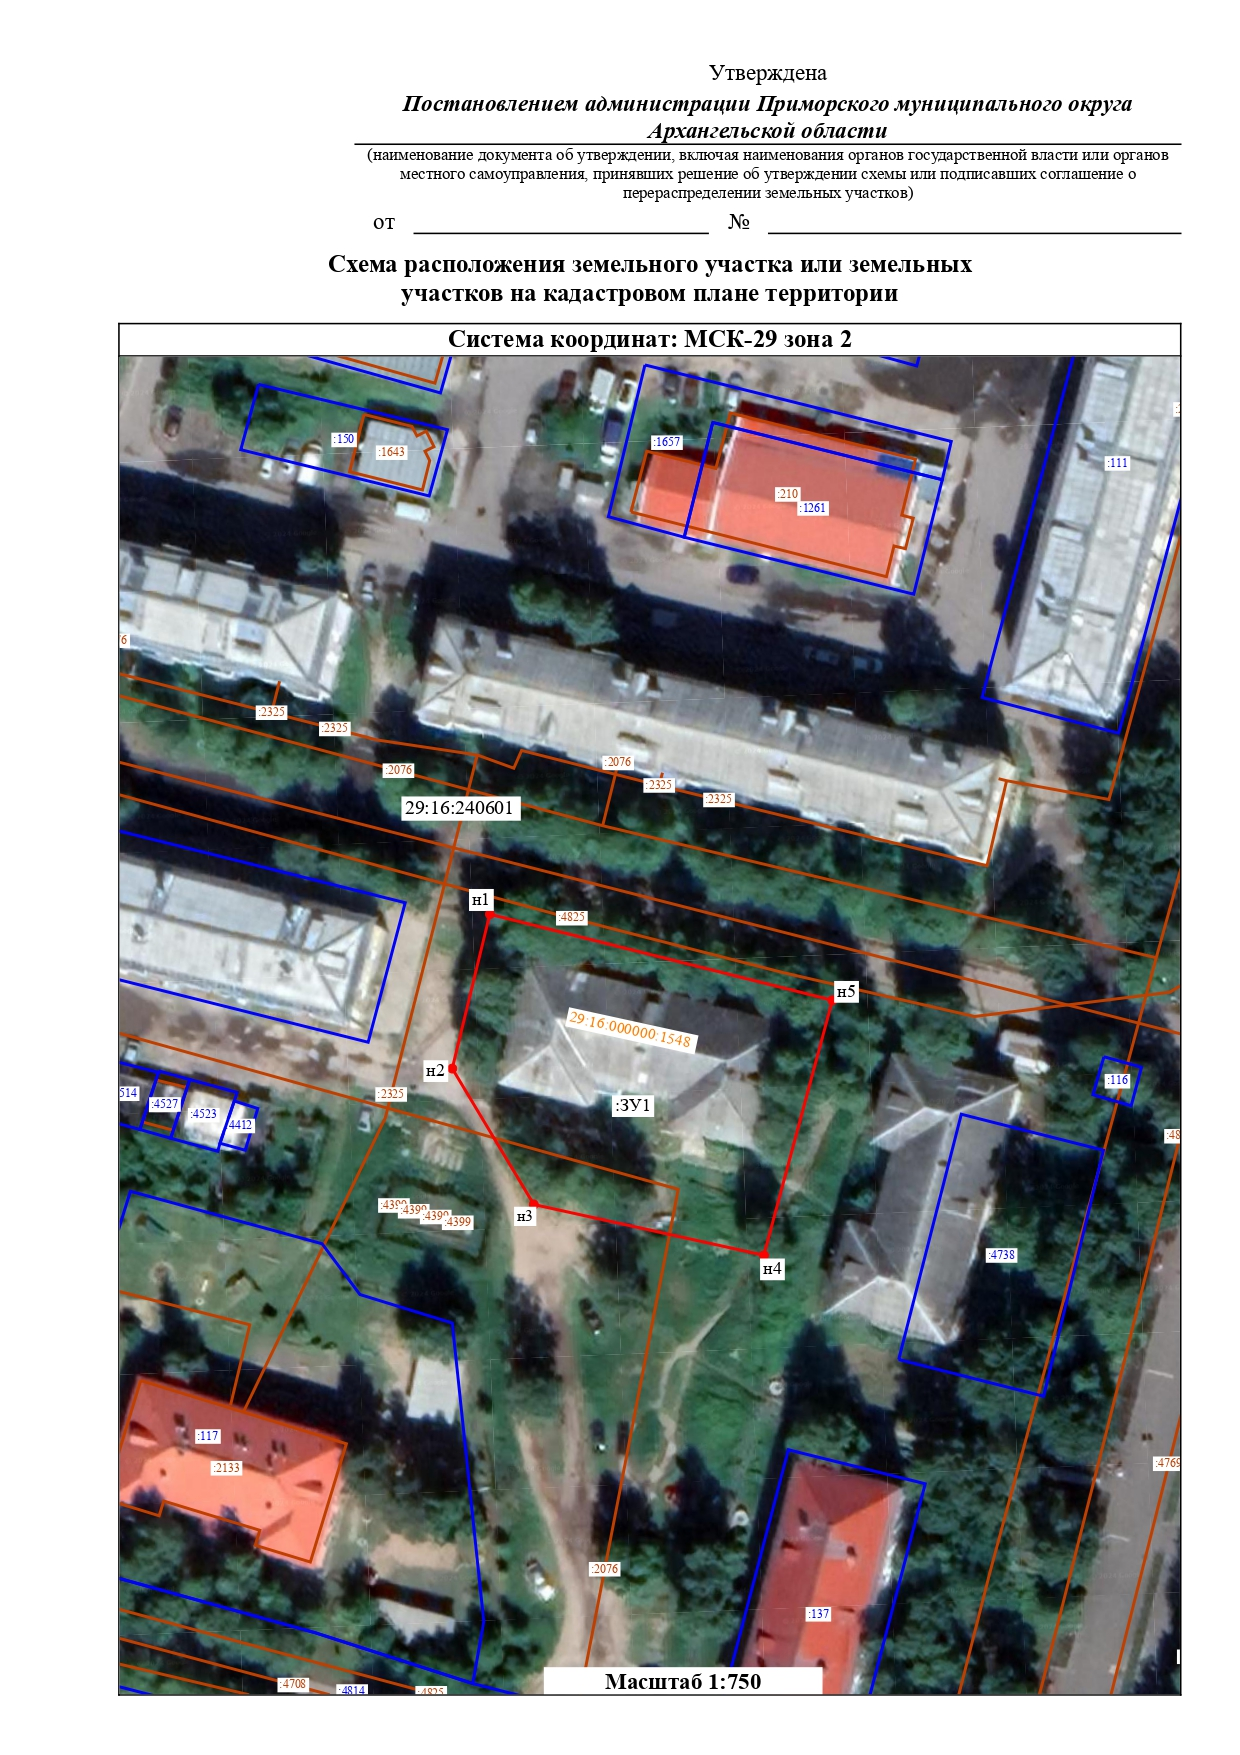 Утверждена
Постановлением администрации Приморского муниципального округа
Архангельской области
(наименование документа об утверждении, включая наименования органов государственной власти или органов
местного самоуправления, принявших решение об утверждении схемы или подписавших соглашение о
перераспределении земельных участков)
от № 
Схема расположения земельного участка или земельных
участков на кадастровом плане территории
Система координат: МСК-29 зона 2
:150
:1643
:1657
:210
:1261
:111
:2325
:2325
:2076
:2076
:2325
:2325
29:16:240601
н1
:4825
н5
29:16:000000:1548
н2
:ЗУ1
:2325
:116
514
:4527
:4523
4412
:48
:4399
:4399
:4399
:4399
н3
н4
:4738
:117
:2133
:4769
:2076
:137
:4708
:4814
:4825
Масштаб 1:750